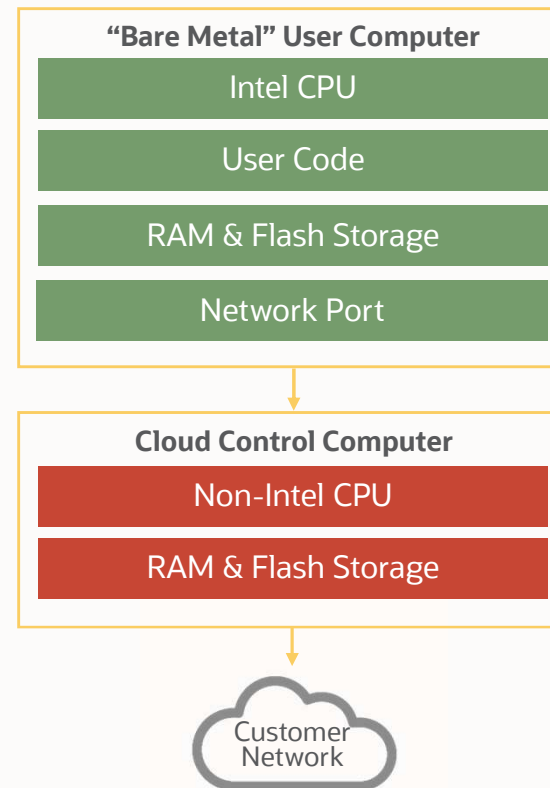 “Bare Metal” User Computer
Intel CPU
User Code
RAM & Flash Storage
Network Port
Cloud Control Computer
Non-Intel CPU
RAM & Flash Storage
Customer
Network